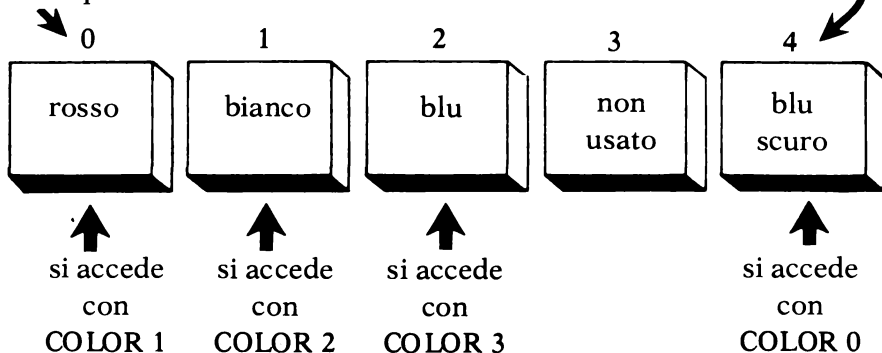 0 1 2 3 4
rosso bianco blu non usato blu scuro
si accede si accede si accede si accede
con con con con
COLOR 1 COLOR 2 COLOR 3 COLOR 0